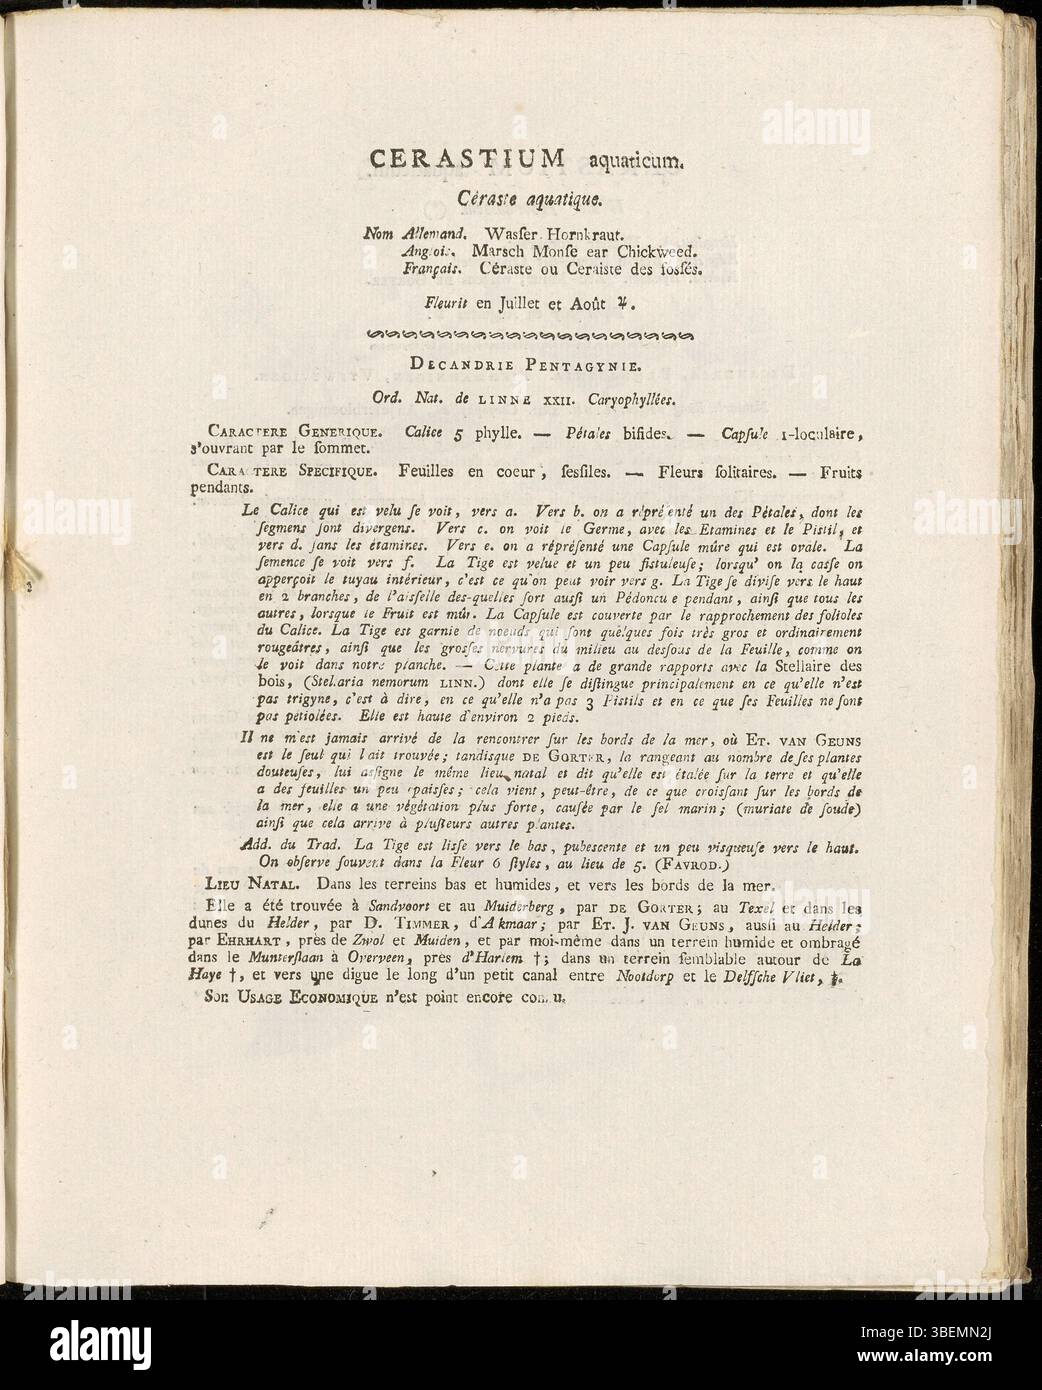 CERASTIUM aquaticum.
Céraste aquatique.
Nom Allemand. Waſſer Hornkraut.
Anglois. Marsch Monſe ear Chickweed.
Français. Céraste ou Ceraiste des foſſés.
Fleurit en Juillet et Août ♃.
DECANDRIE PENTAGYNIE.
Ord. Nat. de LINNE XXII. Caryophyllées.
CARACTERE GENERIQUE. Calice 5 phylle. — Pétales bifides. — Capſule 1-loculaire,
s'ouvrant par le ſommet.
CARACTERE SPECIFIQUE. Feuilles en coeur, ſesſiles. — Fleurs ſolitaires. — Fruits
pendants.
Le Calice qui est velu ſe voit, vers a. Vers b. on a répréſenté un des Pétales, dont les
ſegmens ſont divergens. Vers c. on voit le Germe, avec les Etamines et le Pistil, et
vers d. ſans les étamines. Vers e. on a répréſenté une Capſule mûre qui est ovale. La
ſemence ſe voit vers f. La Tige est velue et un peu fistuleuse; lorsqu' on la casſe on
apperçoit le tuyau intérieur, c'est ce qu'on peut voir vers g. La Tige ſe diviſe vers le haut
en 2 branches, de l'aisſelle des-quelles ſort ausſi un Pédoncule pendant, ainſi que tous les
autres, lorsque le Fruit est mûr. La Capſule est couverte par le rapprochement des folioles
du Calice. La Tige est garnie de noeuds qui ſont quelques fois très gros et ordinairement
rougeâtres, ainſi que les grosſes nervures du milieu au desſous de la Feuille, comme on
le voit dans notre planche. — Cette plante a de grande rapports avec la Stellaire des
bois, (Stellaria nemorum LINN.) dont elle ſe diſtingue principalement en ce qu'elle n'est
pas trigyne, c'est à dire, en ce qu'elle n'a pas 3 Pistils et en ce que ſes Feuilles ne ſont
pas petiolées. Elle est haute d'environ 2 pieds.
Il ne m'est jamais arrivé de la rencontrer ſur les bords de la mer, où ET. VAN GEUNS
est le ſeul qui l'ait trouvée; tandisque DE GORTER, la rangeant au nombre de ſes plantes
douteuſes, lui asſigne le même lieu natal et dit qu'elle est étalée ſur la terre et qu'elle
a des feuilles un peu épaisſes; cela vient, peut-être, de ce que croisſant ſur les bords de
la mer, elle a une végétation plus forte, cauſée par le ſel marin; (muriate de ſoude)
ainſi que cela arrive à pluſieurs autres plantes.
Add. du Trad. La Tige est lisſe vers le bas, pubescente et un peu visqueuſe vers le haut.
On obſerve ſouvent dans la Fleur 6 ſtyles, au lieu de 5. (FAVROD.)
LIEU NATAL. Dans les terreins bas et humides, et vers les bords de la mer.
Elle a été trouvée à Sandvoort et au Muiderberg, par DE GORTER; au Texel et dans les
dunes du Helder, par D. TIMMER, d'Alkmaar; par ET. J. VAN GEUNS, ausſi au Helder;
par EHRHART, près de Zwol et Muiden, et par moi-même dans un terrein humide et ombragé
dans le Munterſlaan à Overveen, près d'Harlem †; dans un terrein ſemblable autour de La
Haye †, et vers une digue le long d'un petit canal entre Nootdorp et le Delfſche Vliet, †.
Son USAGE ECONOMIQUE n'est point encore connu.
alamy
Image ID: 3BEMN2J
www.alamy.com